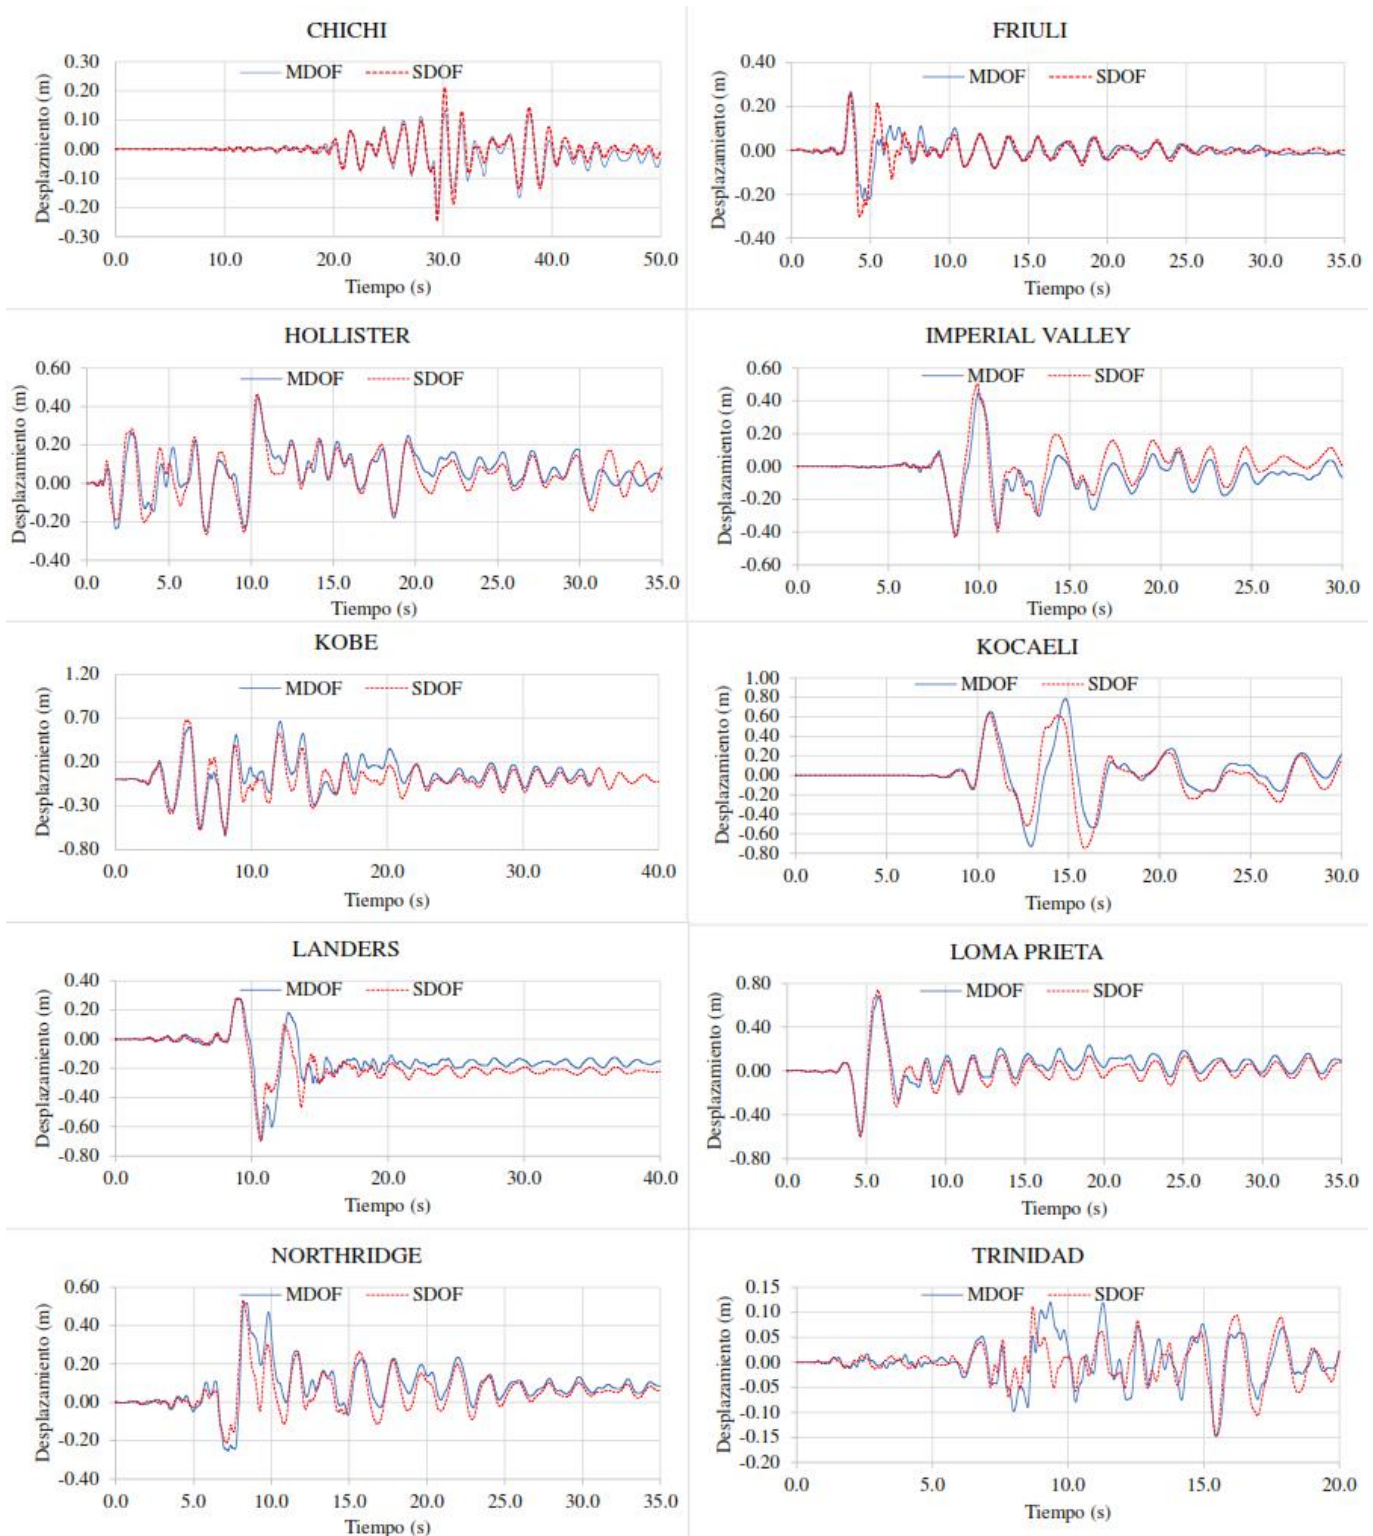 CHICHI
MDOF SDOF
Desplazmiento (m)
0.30
0.20
0.10
0.00
-0.10
-0.20
-0.30
0.0 10.0 20.0 30.0 40.0 50.0
Tiempo (s)
FRIULI
MDOF SDOF
Desplazamiento (m)
0.40
0.20
0.00
-0.20
-0.40
0.0 5.0 10.0 15.0 20.0 25.0 30.0 35.0
Tiempo (s)
HOLLISTER
MDOF SDOF
Desplazamiento (m)
0.60
0.40
0.20
0.00
-0.20
-0.40
0.0 5.0 10.0 15.0 20.0 25.0 30.0 35.0
Tiempo (s)
IMPERIAL VALLEY
MDOF SDOF
Desplazamiento (m)
0.60
0.40
0.20
0.00
-0.20
-0.40
-0.60
0.0 5.0 10.0 15.0 20.0 25.0 30.0
Tiempo (s)
KOBE
MDOF SDOF
Desplazmiento (m)
1.20
0.70
0.20
-0.30
-0.80
0.0 10.0 20.0 30.0 40.0
Tiempo (s)
KOCAELI
MDOF SDOF
Desplazamiento (m)
1.00
0.80
0.60
0.40
0.20
0.00
-0.20
-0.40
-0.60
-0.80
0.0 5.0 10.0 15.0 20.0 25.0 30.0
Tiempo (s)
LANDERS
MDOF SDOF
Desplazamiento (m)
0.40
0.20
0.00
-0.20
-0.40
-0.60
-0.80
0.0 10.0 20.0 30.0 40.0
Tiempo (s)
LOMA PRIETA
MDOF SDOF
Desplazamiento (m)
0.80
0.40
0.00
-0.40
-0.80
0.0 5.0 10.0 15.0 20.0 25.0 30.0 35.0
Tiempo (s)
NORTHRIDGE
MDOF SDOF
Desplazamiento (m)
0.60
0.40
0.20
0.00
-0.20
-0.40
0.0 5.0 10.0 15.0 20.0 25.0 30.0 35.0
Tiempo (s)
TRINIDAD
MDOF SDOF
Desplazamiento (m)
0.15
0.10
0.05
0.00
-0.05
-0.10
-0.15
-0.20
0.0 5.0 10.0 15.0 20.0
Tiempo (s)